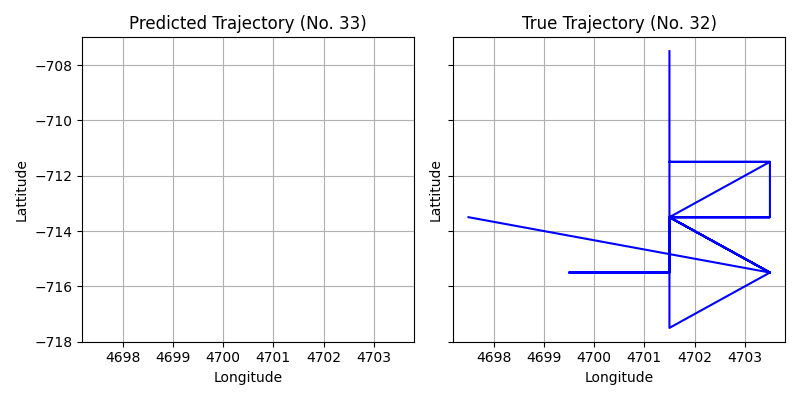 Predicted Trajectory (No. 33)
True Trajectory (No. 32)
−708
−710
−712
−714
−716
−718
Lattitude
Lattitude
4698 4699 4700 4701 4702 4703
4698 4699 4700 4701 4702 4703
Longitude
Longitude